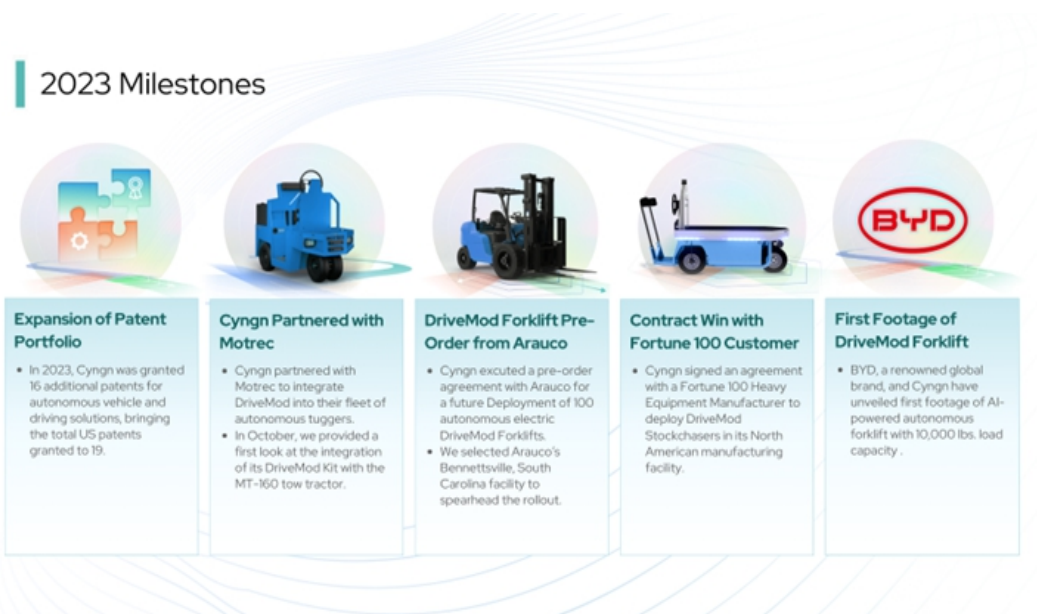 2023 Milestones
BYD
Expansion of Patent
Portfolio
• In 2023, Cyngn was granted
16 additional patents for
autonomous vehicle and
driving solutions, bringing
the total US patents
granted to 19.
Cyngn Partnered with
Motrec
• Cyngn partnered with
Motrec to integrate
DriveMod into their fleet of
autonomous tuggers.
• In October, we provided a
first look at the integration
of its DriveMod Kit with the
MT-160 tow tractor.
DriveMod Forklift Pre-
Order from Arauco
• Cyngn excuted a pre-order
agreement with Arauco for
a future Deployment of 100
autonomous electric
DriveMod Forklifts.
• We selected Arauco's
Bennettsville, South
Carolina facility to
spearhead the rollout.
Contract Win with
Fortune 100 Customer
• Cyngn signed an agreement
with a Fortune 100 Heavy
Equipment Manufacturer to
deploy DriveMod
Stockchasers in its North
American manufacturing
facility.
First Footage of
DriveMod Forklift
• BYD, a renowned global
brand, and Cyngn have
unveiled first footage of AI-
powered autonomous
forklift with 10,000 lbs. load
capacity .